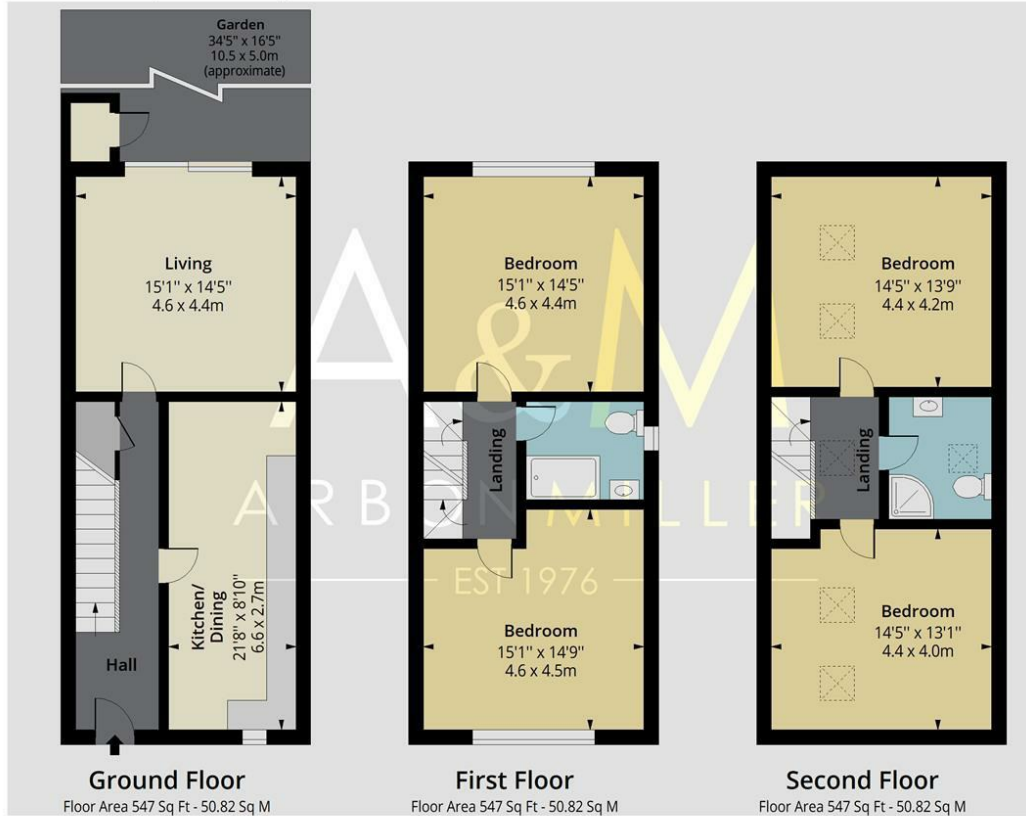 Garden
34'5" x 16'5"
10.5 x 5.0m
(approximate)
Living
15'1" x 14'5"
4.6 x 4.4m
Kitchen/
Dining
21'8" x 8'10"
6.6 x 2.7m
Hall
Ground Floor
Floor Area 547 Sq Ft - 50.82 Sq M
Bedroom
15'1" x 14'5"
4.6 x 4.4m
Landing
Bedroom
15'1" x 14'9"
4.6 x 4.5m
First Floor
Floor Area 547 Sq Ft - 50.82 Sq M
Bedroom
14'5" x 13'9"
4.4 x 4.2m
Landing
Bedroom
14'5" x 13'1"
4.4 x 4.0m
Second Floor
Floor Area 547 Sq Ft - 50.82 Sq M
A&M
ARBON MILLER
EST 1976